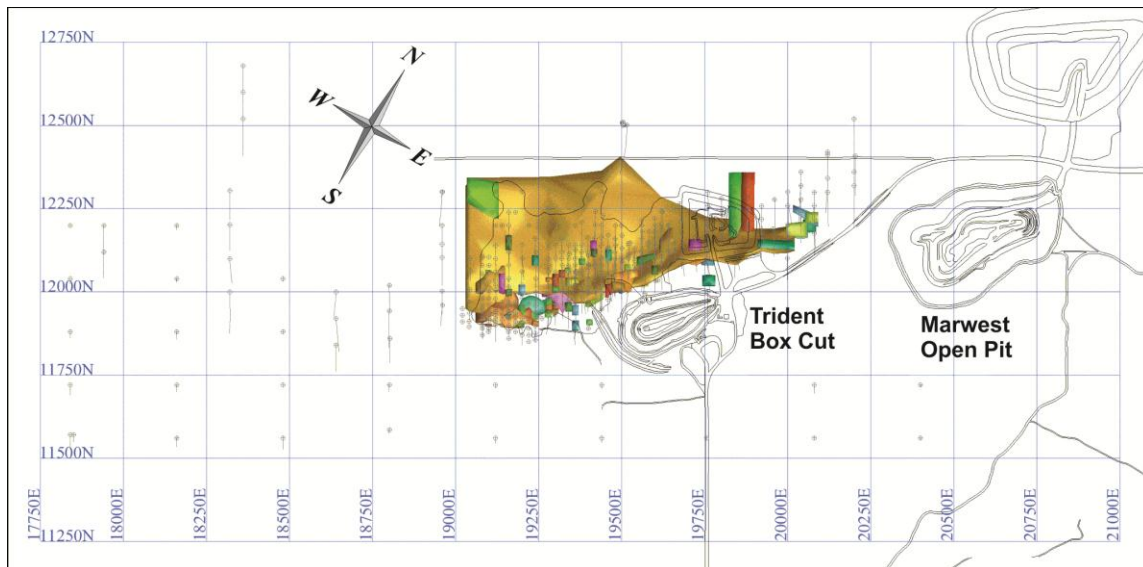 12750N
12500N
12250N
12000N
11750N
11500N
11250N
N
W
E
S
Trident
Box Cut
Marwest
Open Pit
17750E
18000E
18250E
18500E
18750E
19000E
19250E
19500E
19750E
20000E
20250E
20500E
20750E
21000E